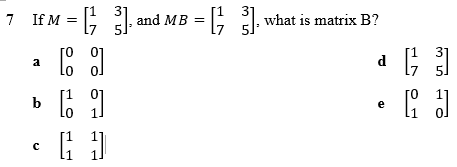 7 If M = [1 3; 7 5], and MB = [1 3; 7 5], what is matrix B?
a [0 0; 0 0]
b [1 0; 0 1]
c [1 1; 1 1]
d [1 3; 7 5]
e [0 1; 1 0]